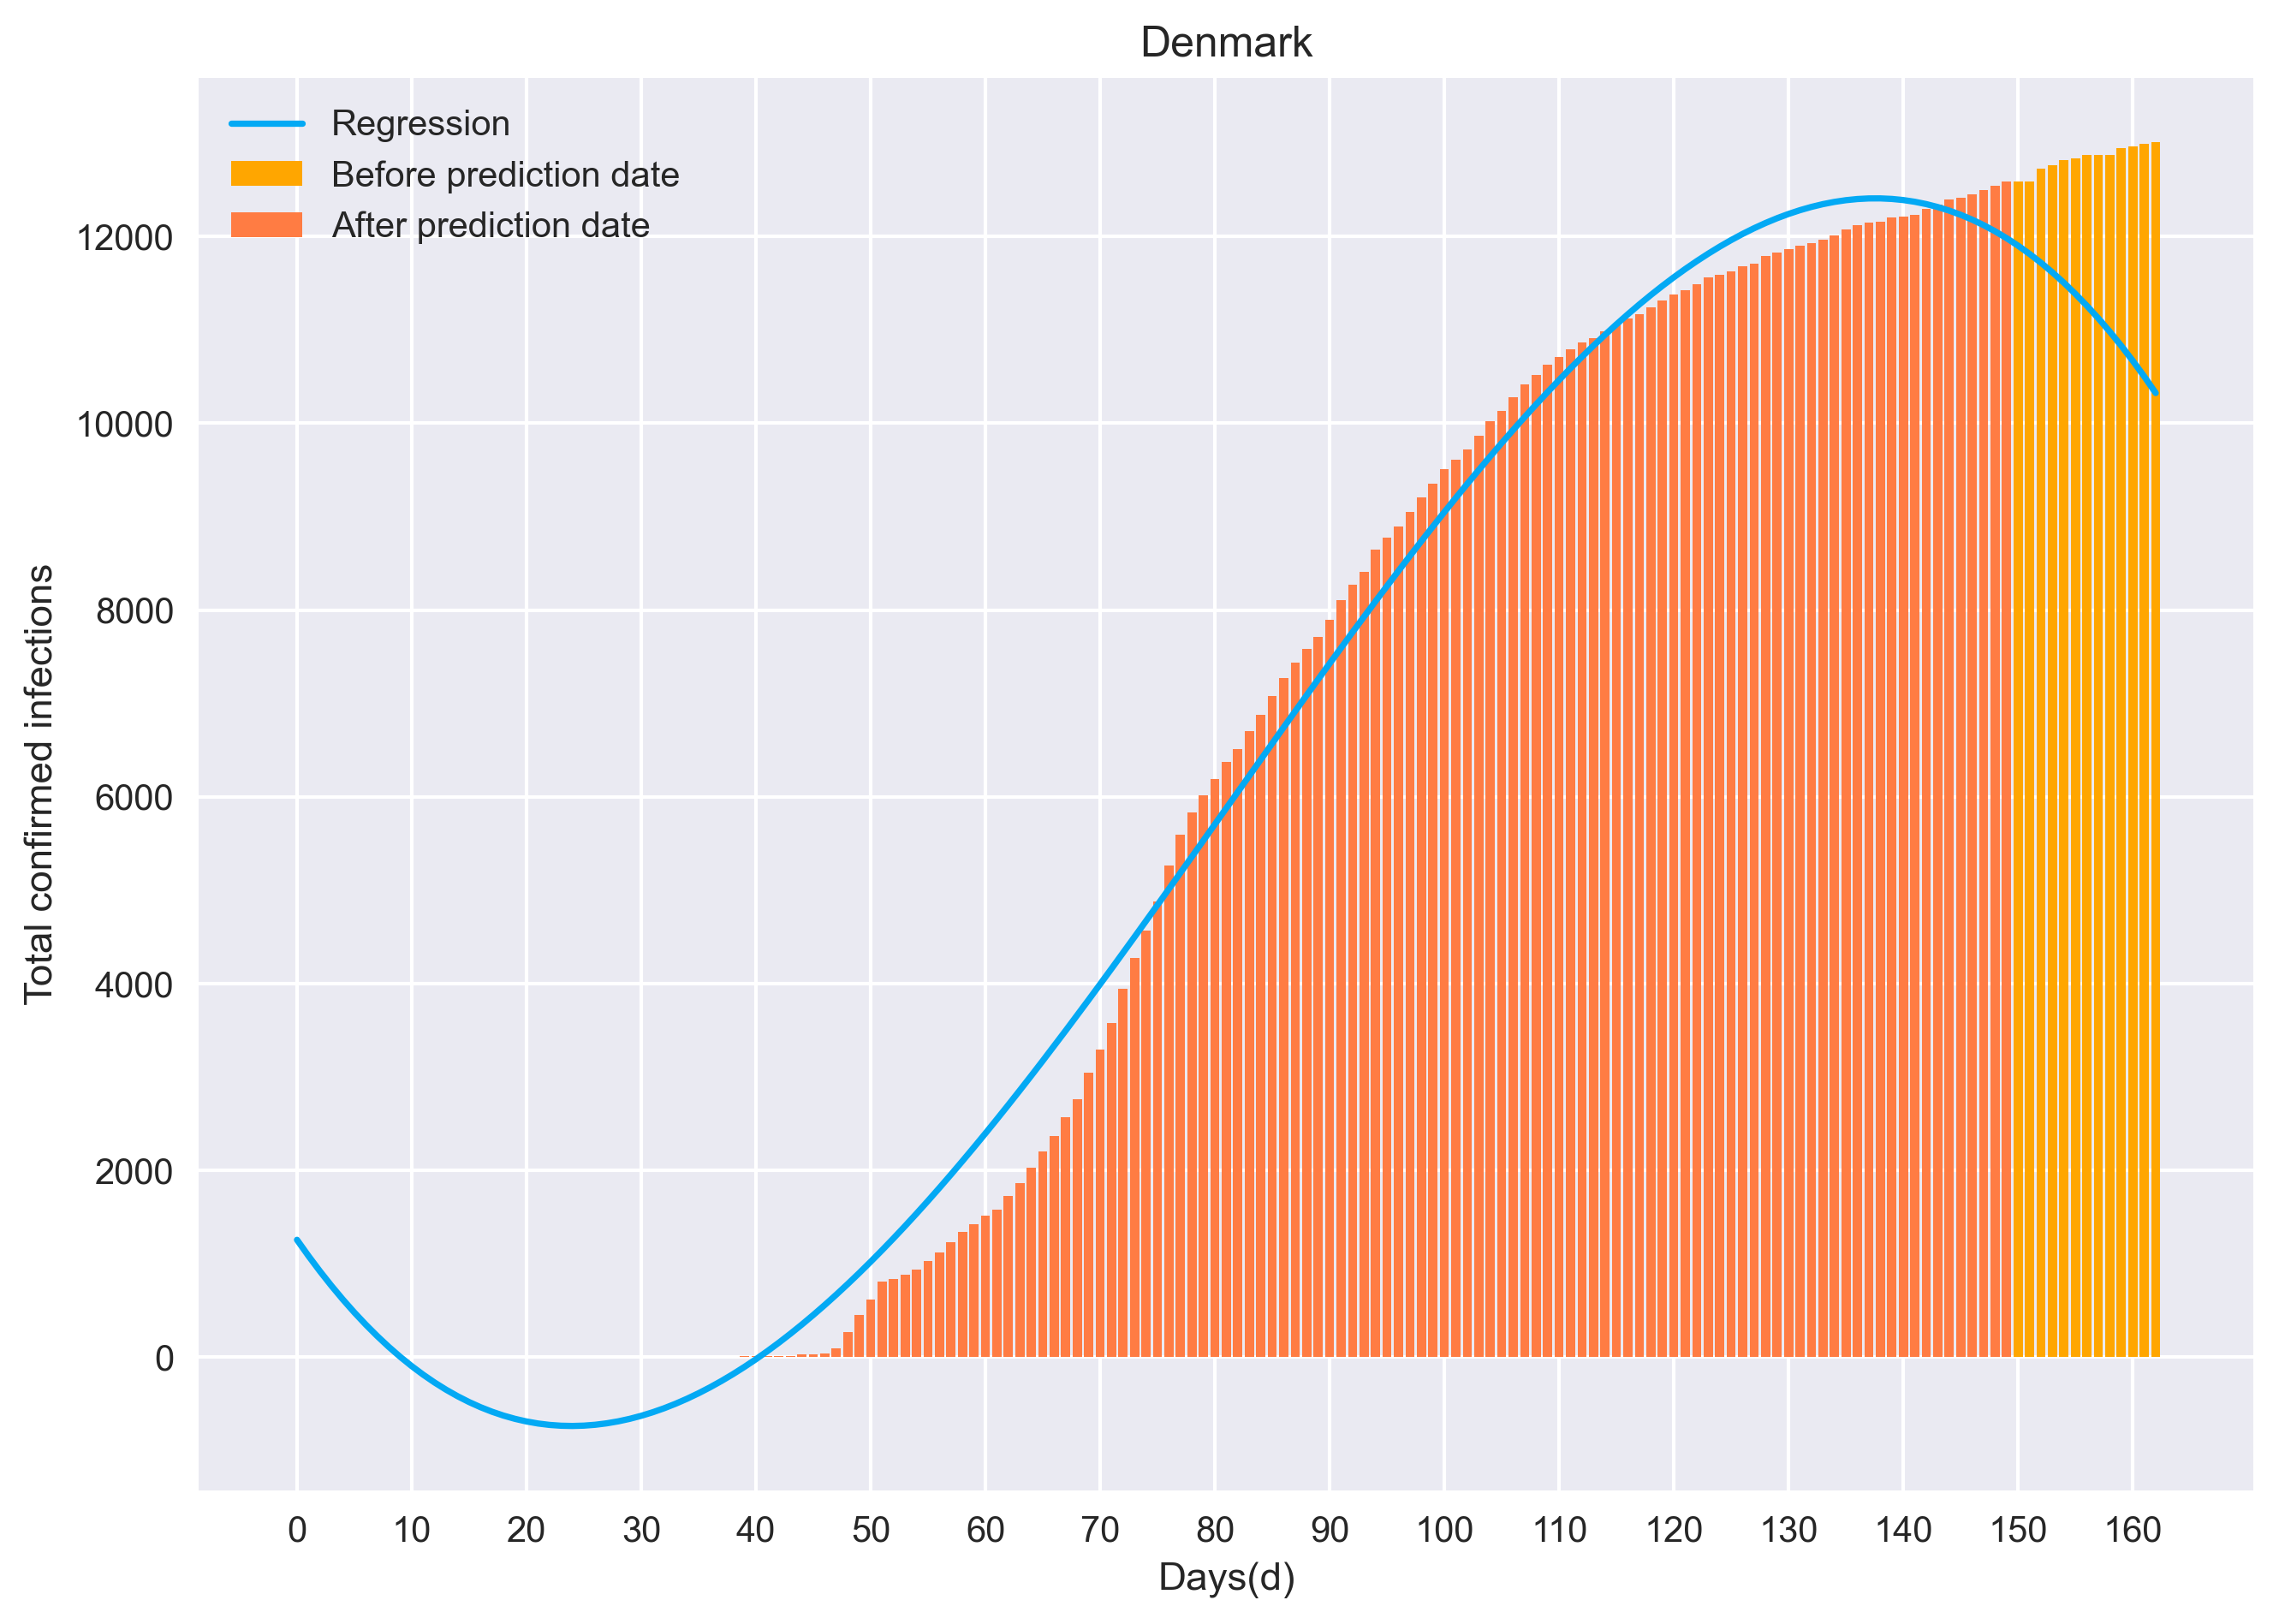 Denmark
Regression
Before prediction date
After prediction date
12000
10000
8000
6000
4000
2000
0
Total confirmed infections
0 10 20 30 40 50 60 70 80 90 100 110 120 130 140 150 160
Days(d)